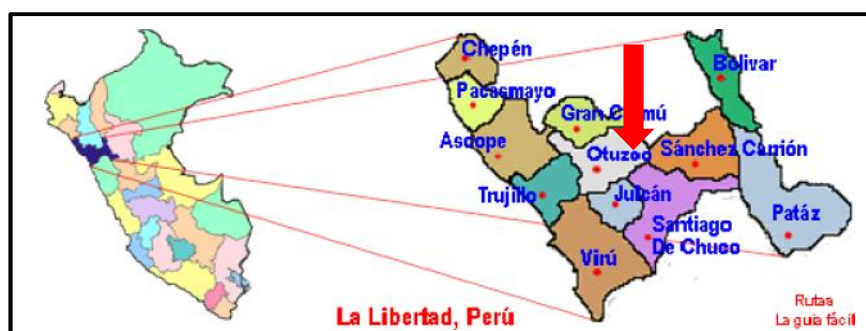 Chepén
Bolivar
Pacasmayo
Gran Chimú
Ascope
Otuzco
Sánchez Carrión
Trujillo
Julcán
Patáz
Santiago
De Chuco
Virú
La Libertad, Perú
Rutas
La guia fácil